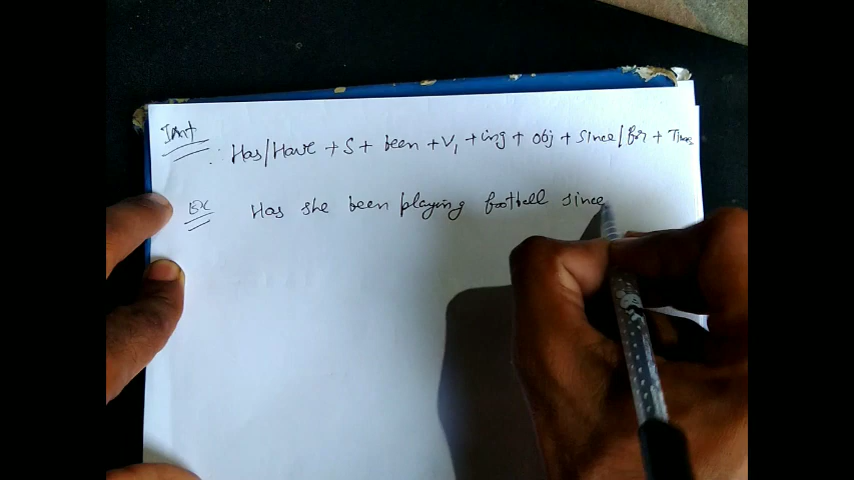 Int : Has/Have + S + been + V1 + ing + obj + Since/for + Time
Ex Has she been playing football since